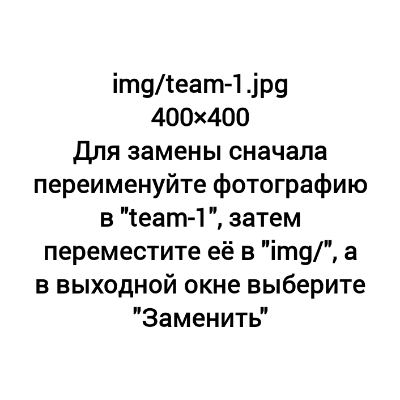 img/team-1.jpg
400×400
Для замены сначала
переименуйте фотографию
в "team-1", затем
переместите её в "img/", а
в выходной окне выберите
"Заменить"